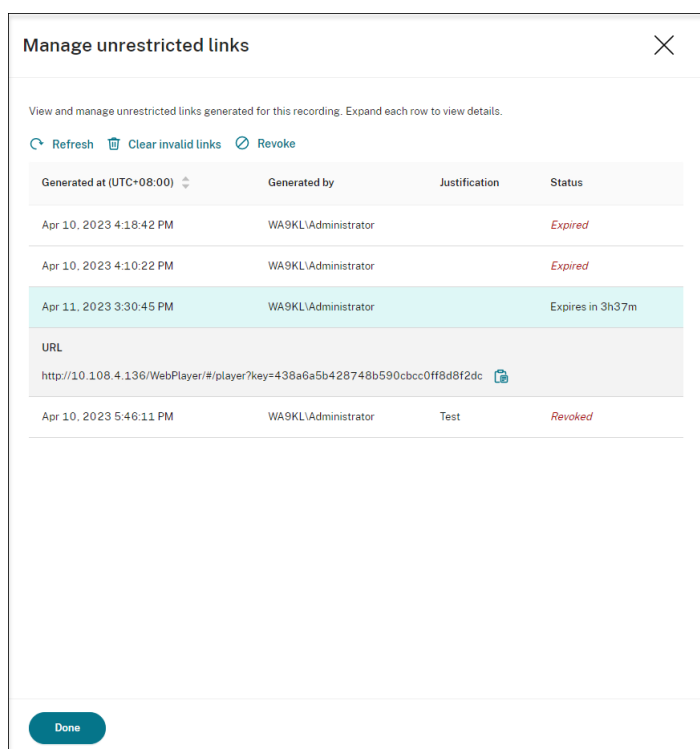 Manage unrestricted links
View and manage unrestricted links generated for this recording. Expand each row to view details.
Refresh Clear invalid links Revoke
Generated at (UTC+08:00) Generated by Justification Status
Apr 10, 2023 4:18:42 PM WA9KL\Administrator Expired
Apr 10, 2023 4:10:22 PM WA9KL\Administrator Expired
Apr 11, 2023 3:30:45 PM WA9KL\Administrator Expires in 3h37m
URL
http://10.108.4.136/WebPlayer/#/player?key=438a6a5b428748b590cbcc0ff8d8f2dc
Apr 10, 2023 5:46:11 PM WA9KL\Administrator Test Revoked
Done